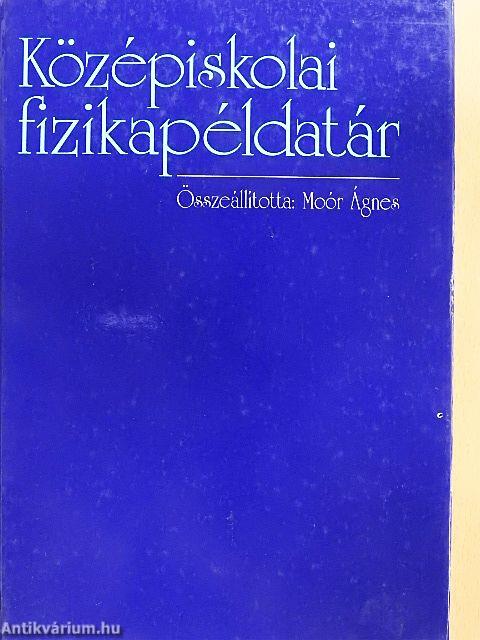 Középiskolai
fizikapéldatár
Összeállította: Moór Ágnes
Antikvárium.hu